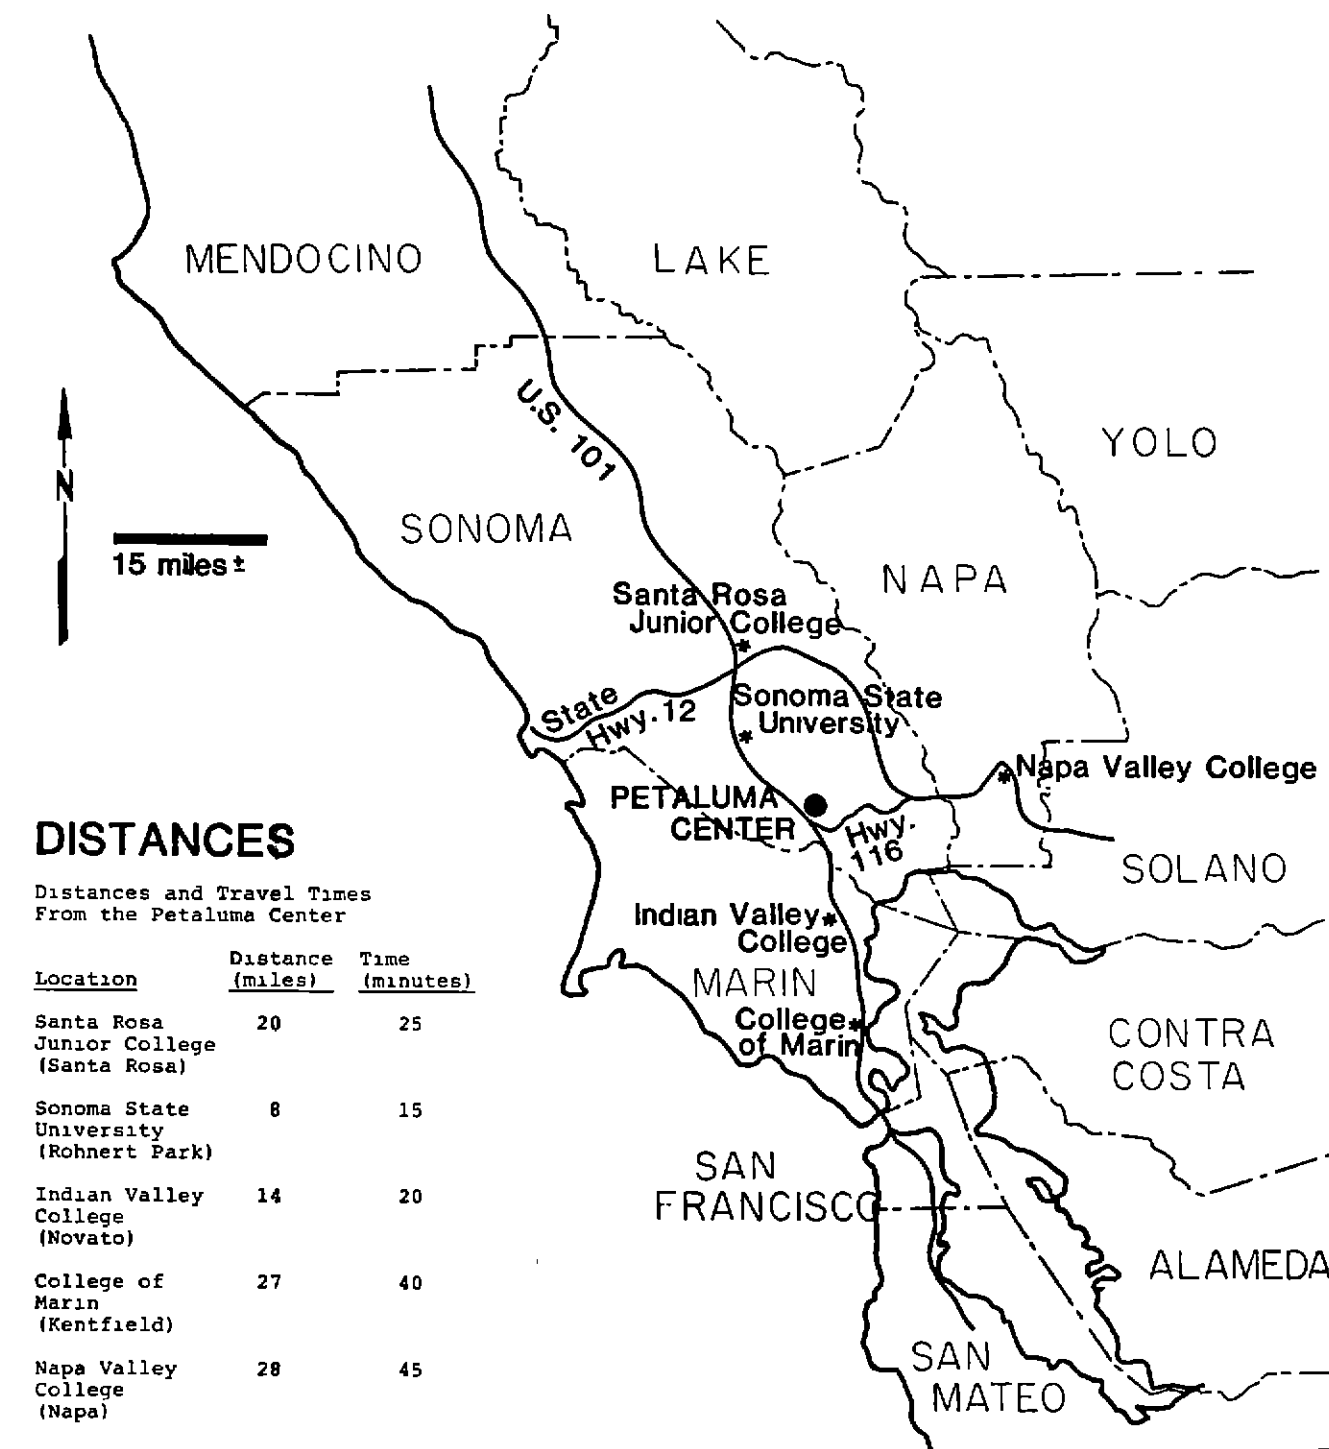 MENDOCINO
LAKE
U.S. 101
YOLO
N
SONOMA
15 miles±
NAPA
Santa Rosa
Junior College
State
Hwy. 12
Sonoma State
University
Napa Valley College
PETALUMA
CENTER
Hwy.
116
SOLANO
Indian Valley
College
MARIN
College
of Marin
CONTRA
COSTA
SAN
FRANCISCO
ALAMEDA
SAN
MATEO
DISTANCES
Distances and Travel Times
From the Petaluma Center
Distance Time
Location (miles) (minutes)
Santa Rosa 20 25
Junior College
(Santa Rosa)
Sonoma State 8 15
University
(Rohnert Park)
Indian Valley 14 20
College
(Novato)
College of 27 40
Marin
(Kentfield)
Napa Valley 28 45
College
(Napa)